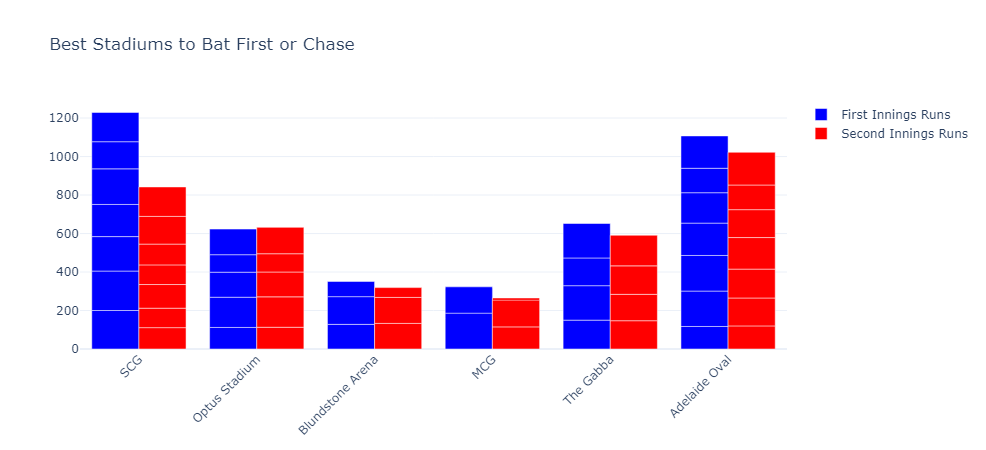 Best Stadiums to Bat First or Chase
1200
1000
800
600
400
200
0
SCG
Optus Stadium
Blundstone Arena
MCG
The Gabba
Adelaide Oval
First Innings Runs
Second Innings Runs